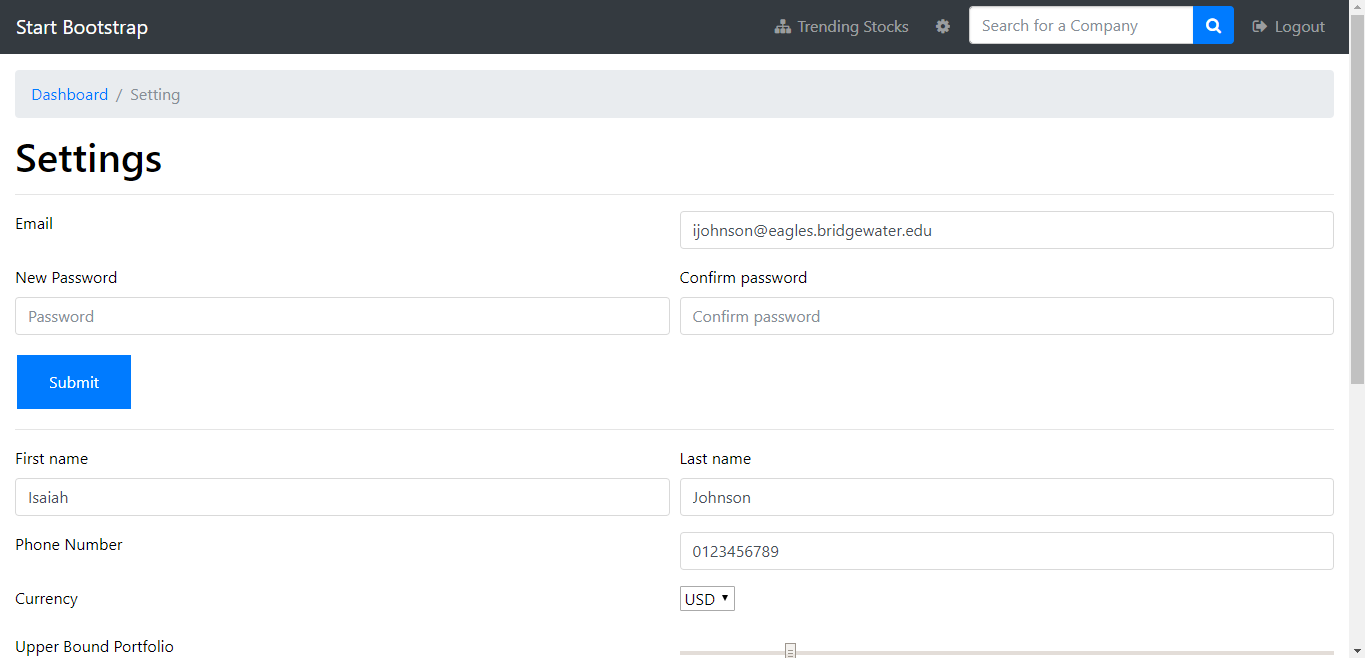 Start Bootstrap Trending Stocks Search for a Company Logout
Dashboard / Setting
Settings
Email ijohnson@eagles.bridgewater.edu
New Password Confirm password
Password Confirm password
Submit
First name Last name
Isaiah Johnson
Phone Number 0123456789
Currency USD
Upper Bound Portfolio